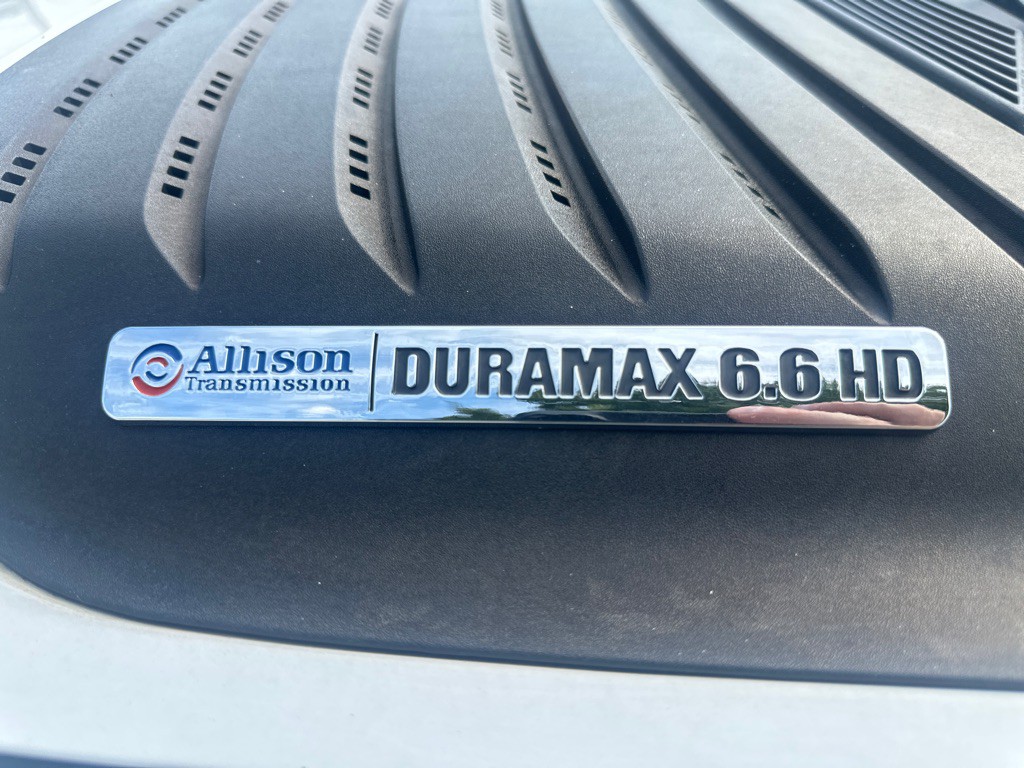 Allison
Transmission
DURAMAX 6.6 HD